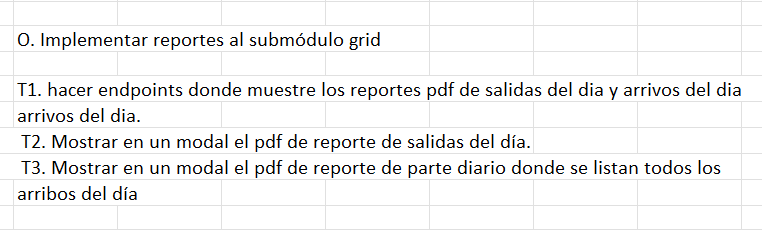 O. Implementar reportes al submódulo grid
T1. hacer endpoints donde muestre los reportes pdf de salidas del dia y arrivos del dia
arrivos del dia.
T2. Mostrar en un modal el pdf de reporte de salidas del día.
T3. Mostrar en un modal el pdf de reporte de parte diario donde se listan todos los
arribos del día